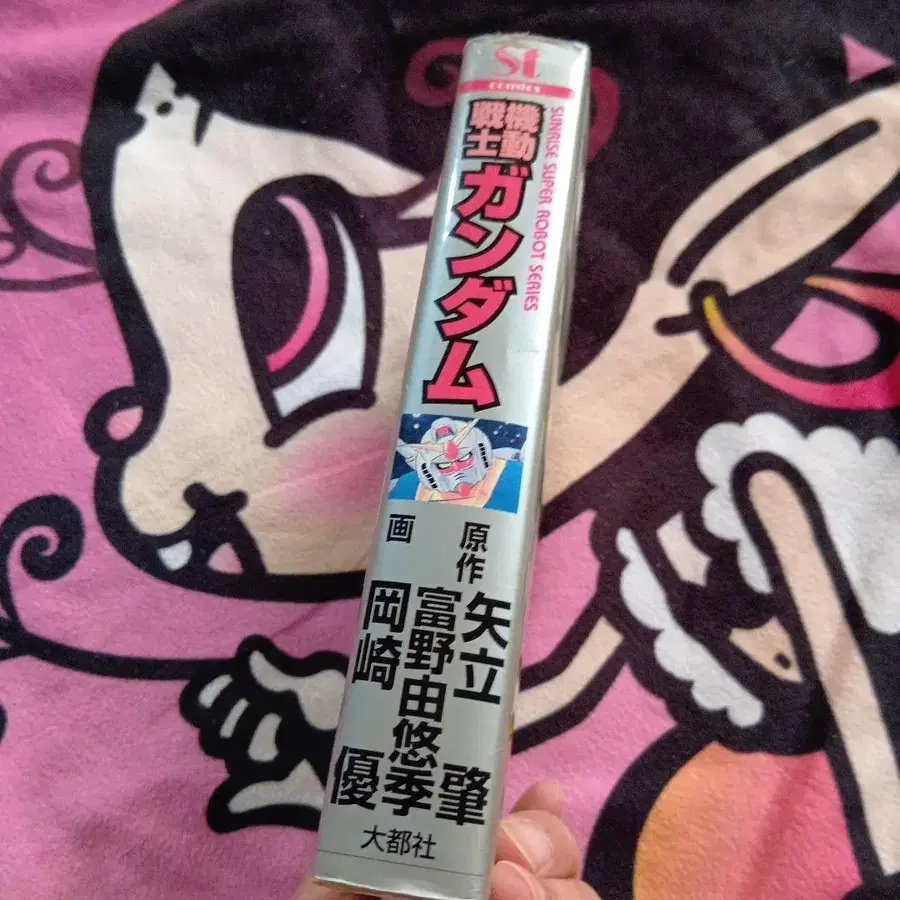 St
comics
SUNRISE SUPER ROBOT SERIES
機動
戦士
ガンダム
原作
矢立 肇
富野由悠季
画
岡崎 優
大都社